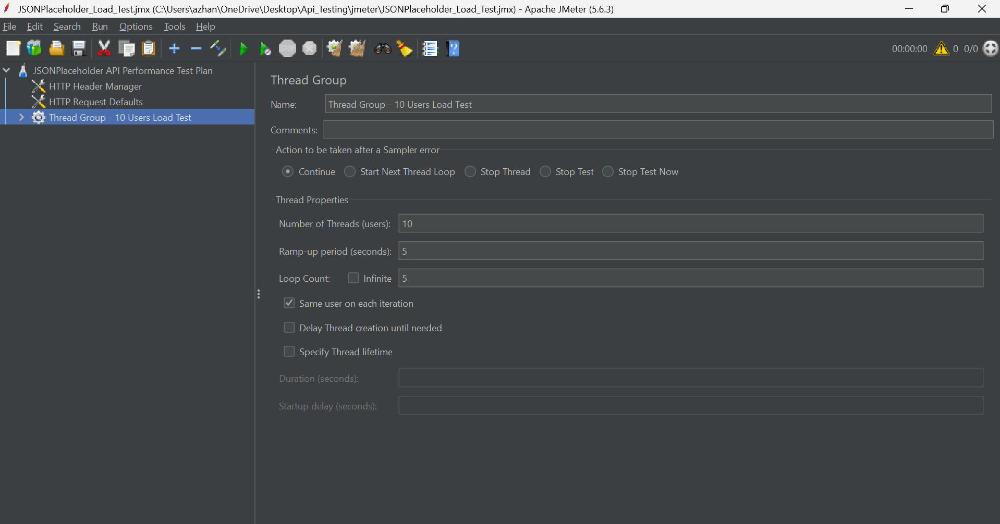 JSONPlaceholder_Load_Test.jmx (C:\Users\azhan\OneDrive\Desktop\Api_Testing\jmeter\JSONPlaceholder_Load_Test.jmx) - Apache JMeter (5.6.3)
File Edit Search Run Options Tools Help
STOP ? 00:00:00 0 0/0
JSONPlaceholder API Performance Test Plan
HTTP Header Manager
HTTP Request Defaults
Thread Group - 10 Users Load Test
Thread Group
Name: Thread Group - 10 Users Load Test
Comments:
Action to be taken after a Sampler error
Continue Start Next Thread Loop Stop Thread Stop Test Stop Test Now
Thread Properties
Number of Threads (users): 10
Ramp-up period (seconds): 5
Loop Count: Infinite 5
Same user on each iteration
Delay Thread creation until needed
Specify Thread lifetime
Duration (seconds):
Startup delay (seconds):